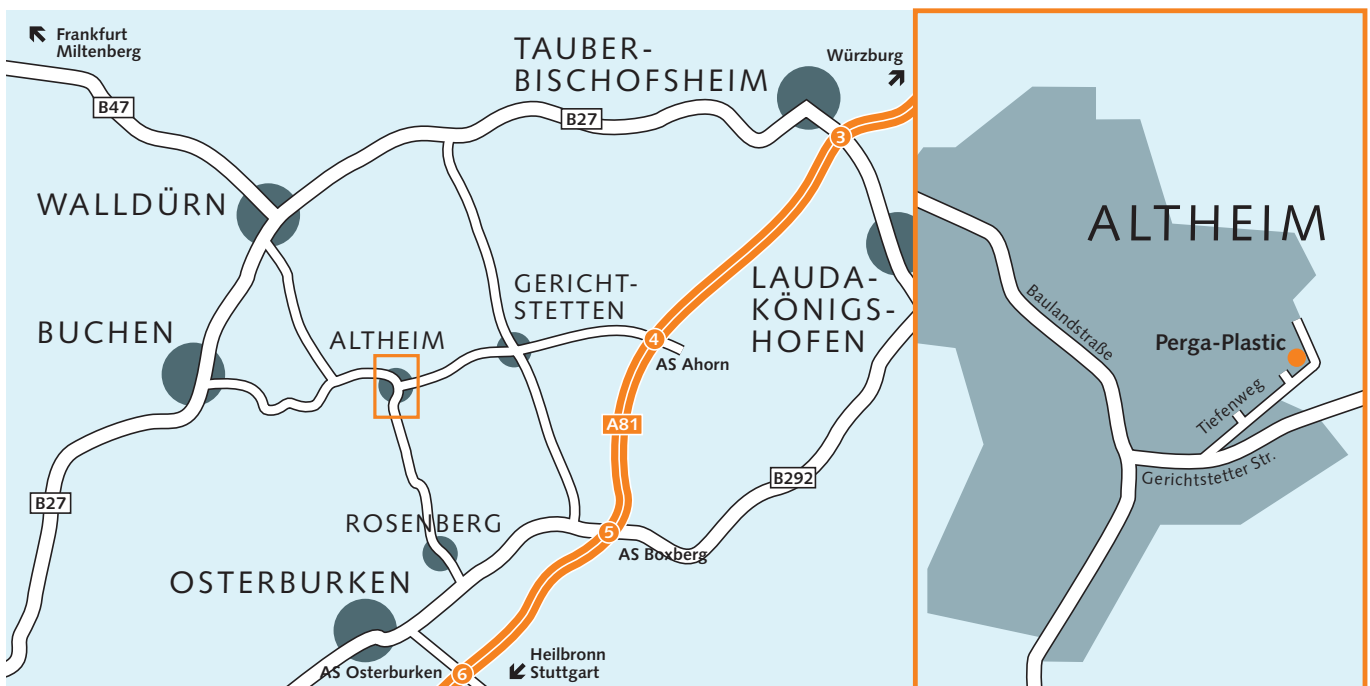 Frankfurt
Miltenberg
TAUBER-
BISCHOFSHEIM
Würzburg
B47
B27
3
WALLDÜRN
ALTHEIM
GERICHT-
STETTEN
LAUDA-
KÖNIGS-
HOFEN
BUCHEN
ALTHEIM
4
AS Ahorn
Baulandstraße
Perga-Plastic
Tiefenweg
A81
Gerichtstetter Str.
B292
B27
ROSENBERG
5
AS Boxberg
OSTERBURKEN
Heilbronn
Stuttgart
AS Osterburken
6